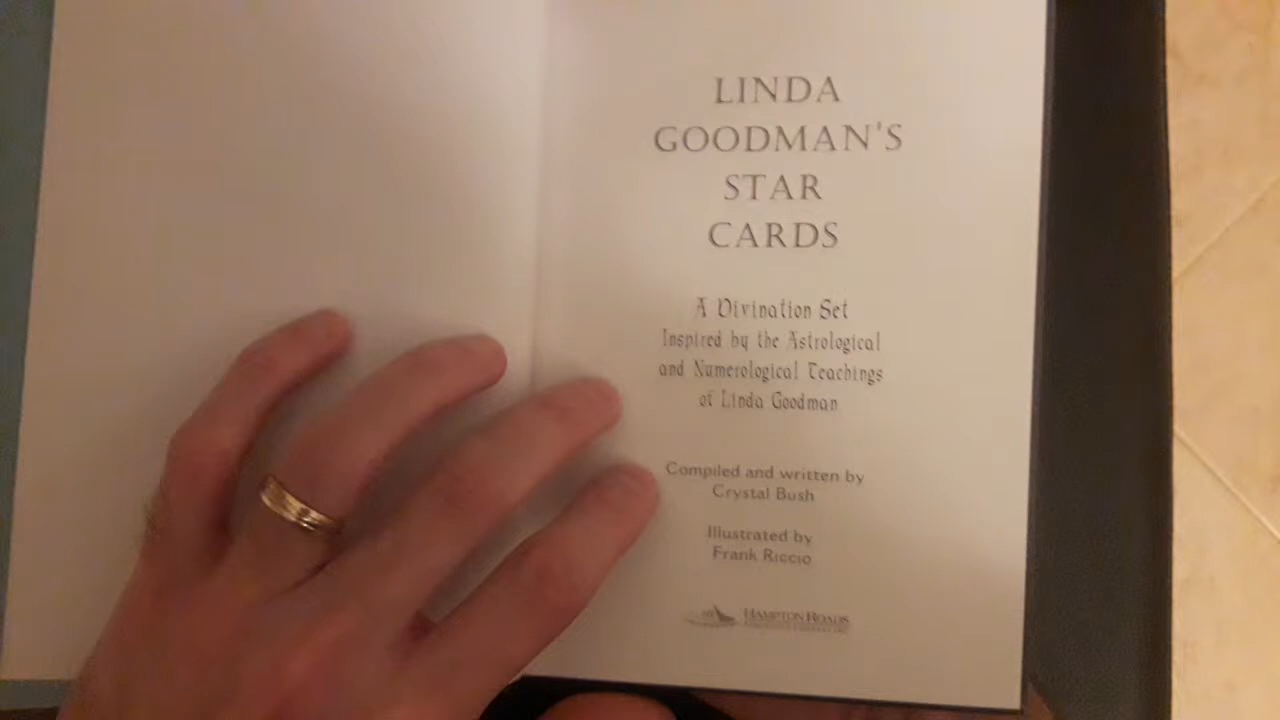 LINDA
GOODMAN'S
STAR
CARDS
A Divination Set
Inspired by the Astrological
and Numerological Teachings
of Linda Goodman
Compiled and written by
Crystal Bush
Illustrated by
Frank Riccio
HAMPTON ROADS